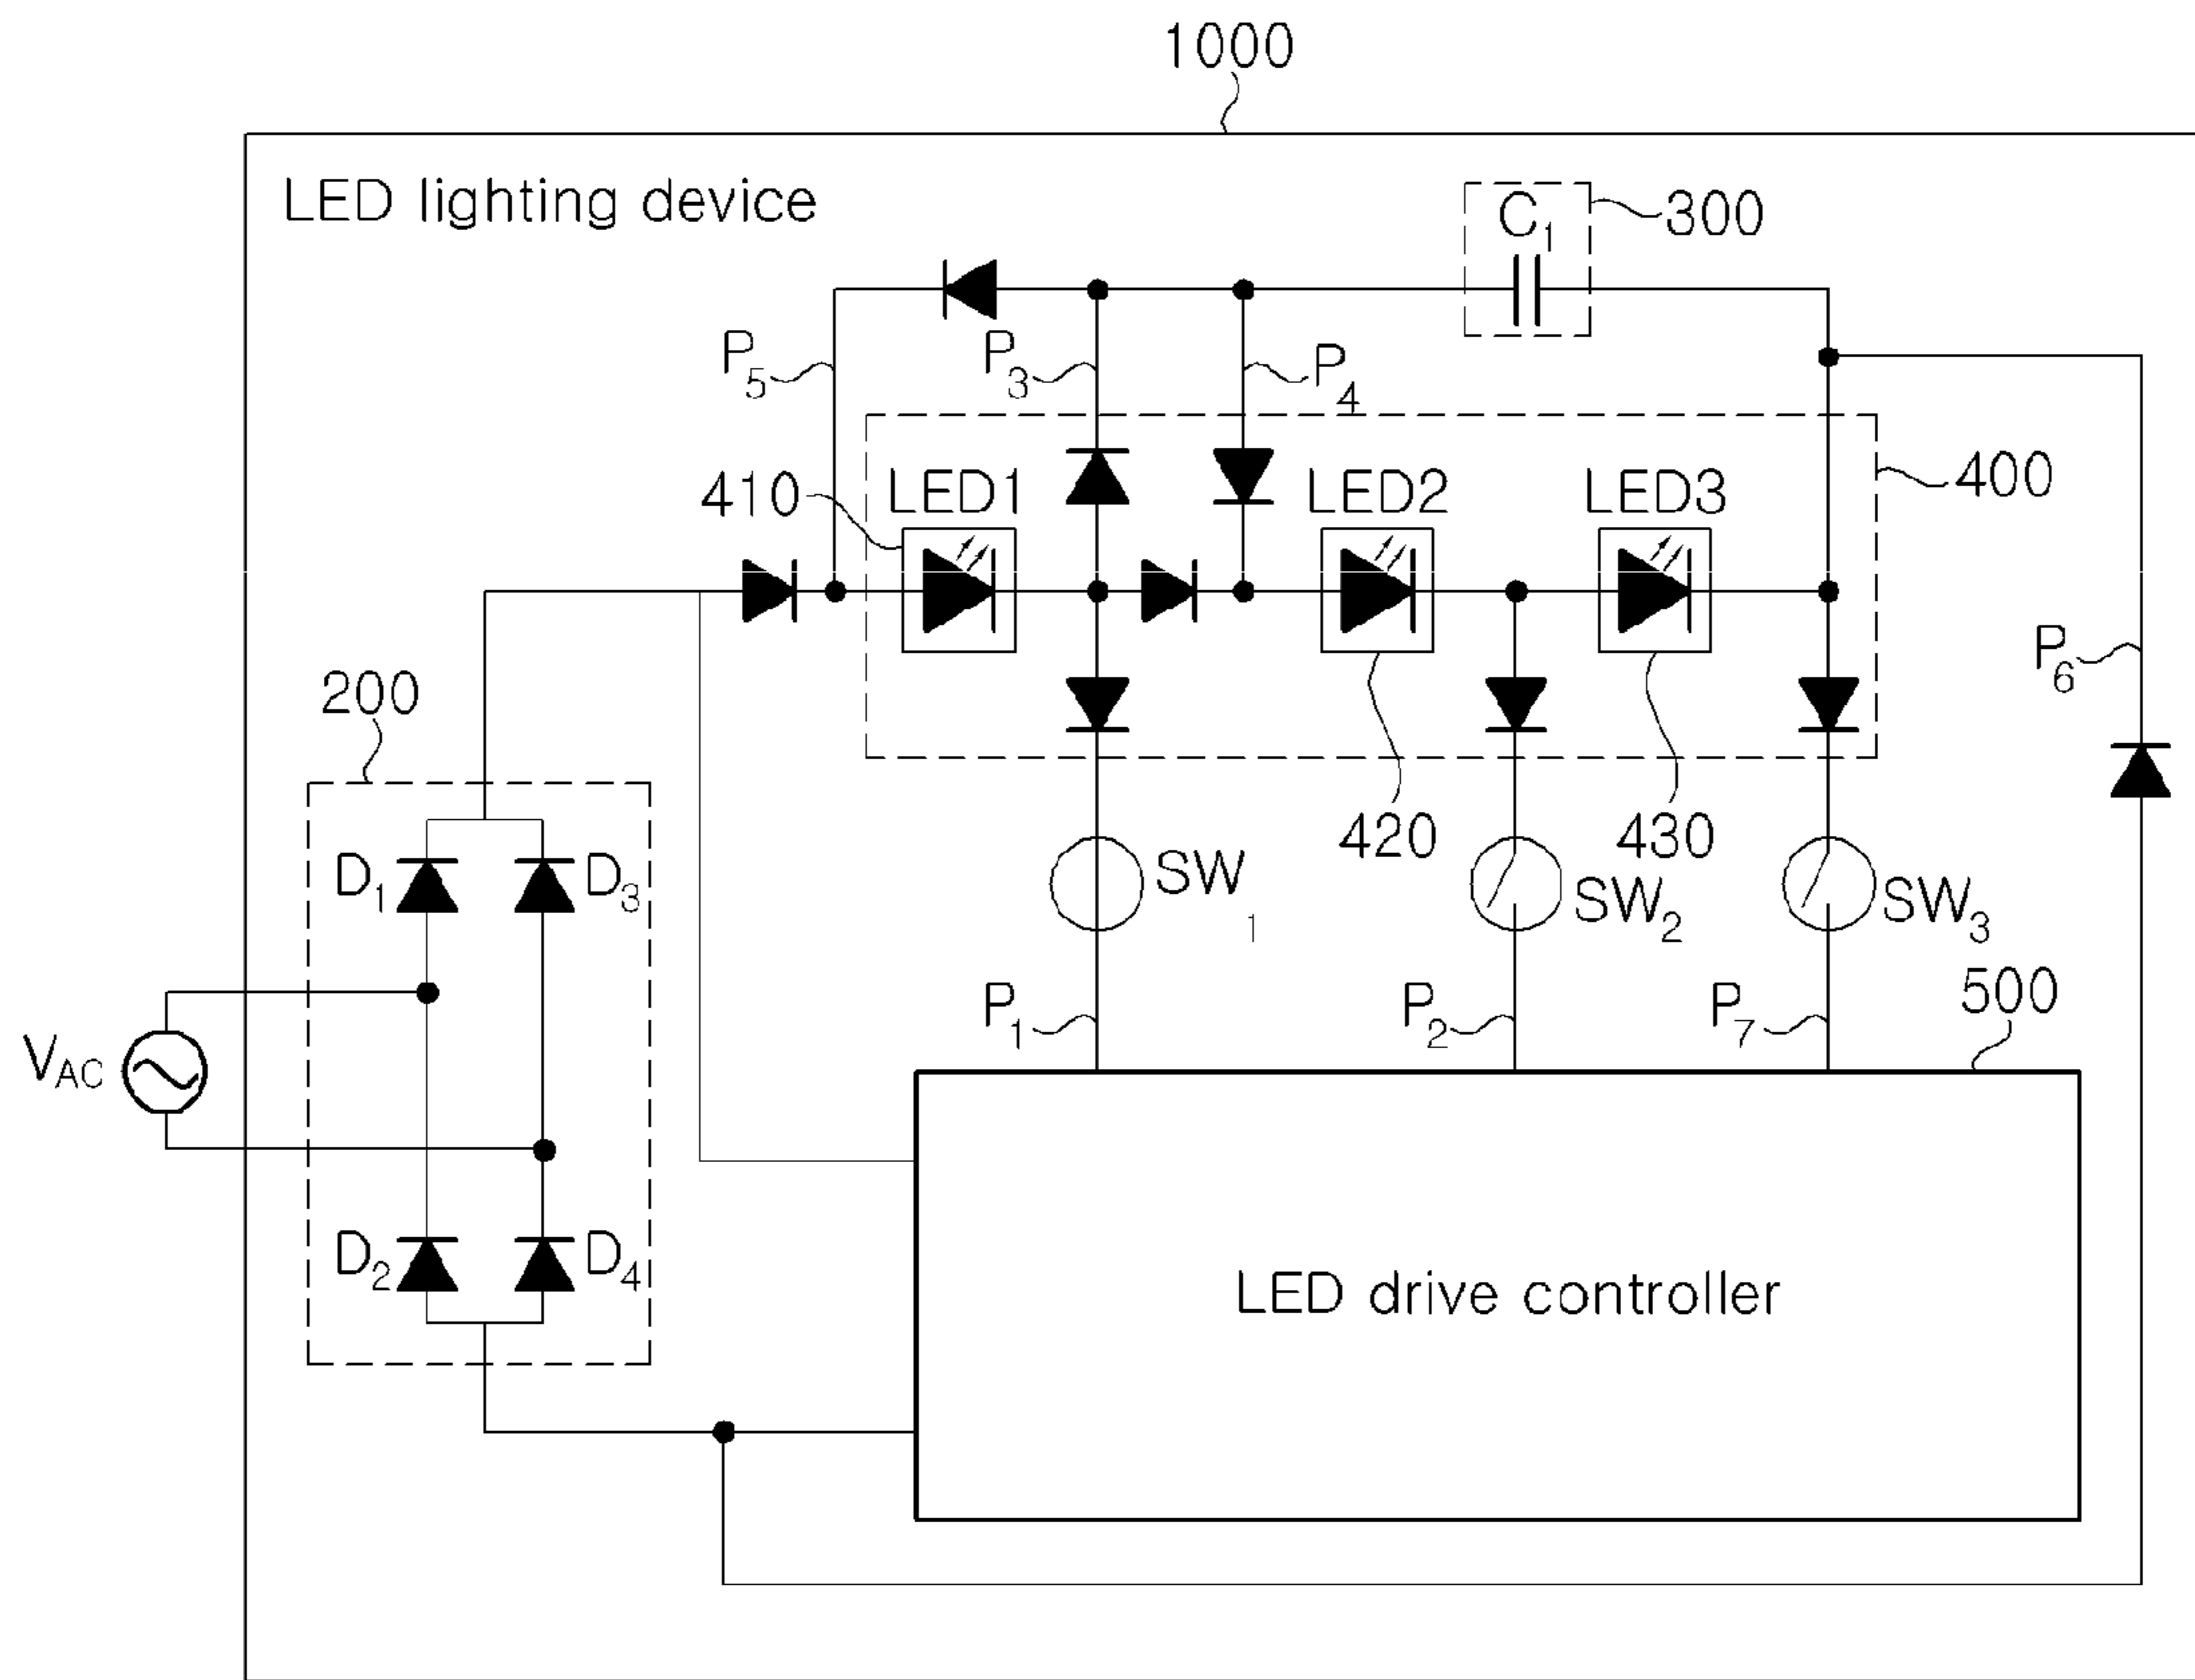 1000
LED lighting device
C1
300
P5
P3
P4
410
LED1
LED2
LED3
400
200
P6
420
430
D1
D3
SW1
SW2
SW3
P1
P2
P7
500
VAC
D2
D4
LED drive controller